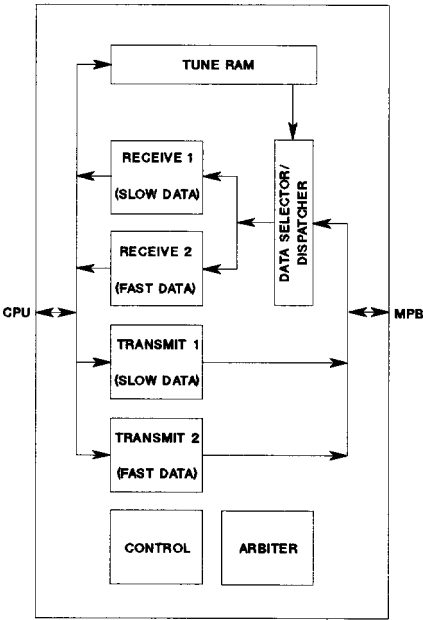 TUNE RAM
RECEIVE 1
(SLOW DATA)
DATA SELECTOR/
DISPATCHER
RECEIVE 2
(FAST DATA)
CPU
MPB
TRANSMIT 1
(SLOW DATA)
TRANSMIT 2
(FAST DATA)
CONTROL
ARBITER